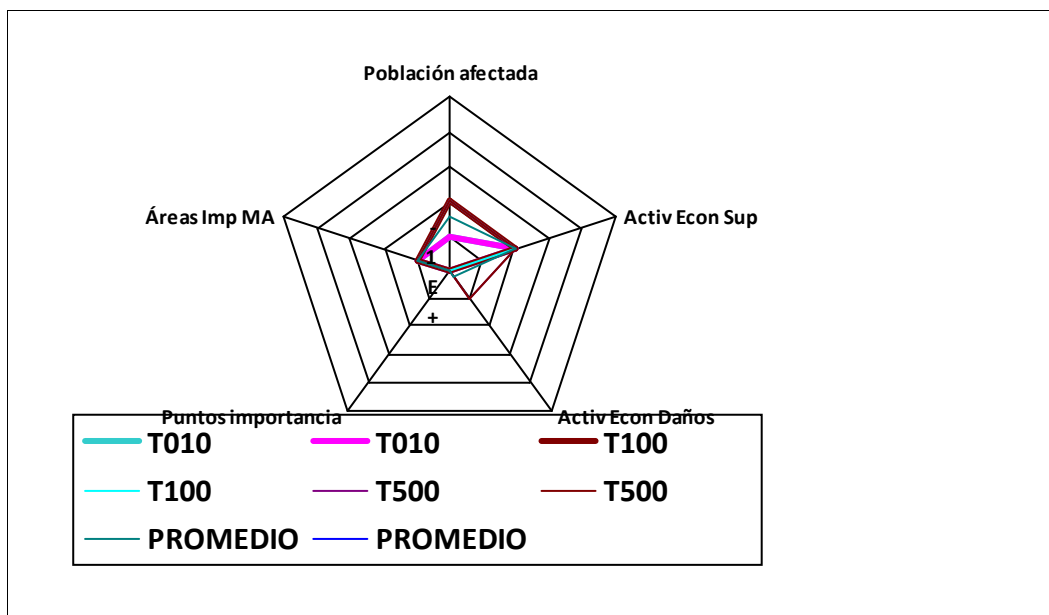 Población afectada
Áreas Imp MA
Activ Econ Sup
-
1
E
+
Puntos importancia
Activ Econ Daños
T010 T010 T100
T100 T500 T500
PROMEDIO PROMEDIO